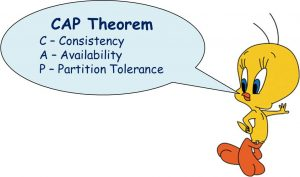 CAP Theorem
C – Consistency
A – Availability
P – Partition Tolerance